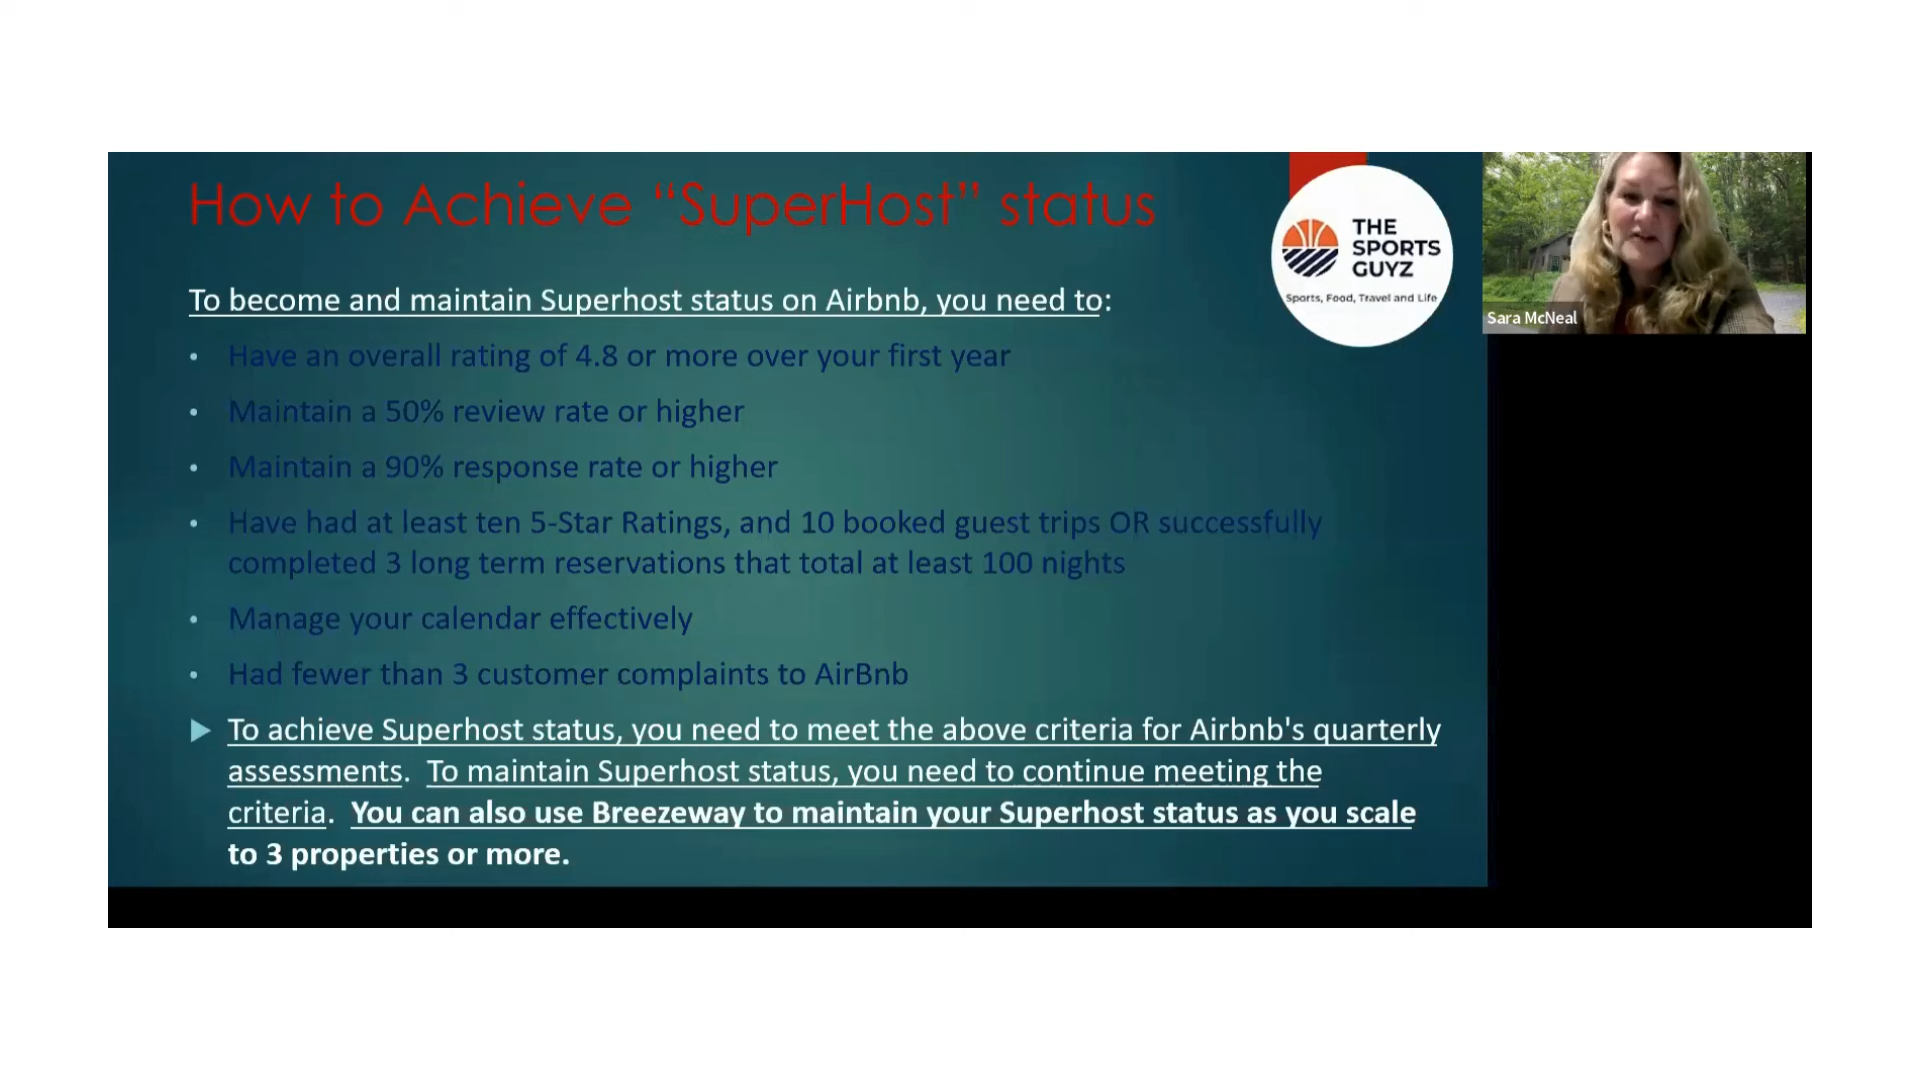 How to Achieve “SuperHost” status
THE
SPORTS
GUYZ
Sports, Food, Travel and Life
Sara McNeal
To become and maintain Superhost status on Airbnb, you need to:
• Have an overall rating of 4.8 or more over your first year
• Maintain a 50% review rate or higher
• Maintain a 90% response rate or higher
• Have had at least ten 5-Star Ratings, and 10 booked guest trips OR successfully
completed 3 long term reservations that total at least 100 nights
• Manage your calendar effectively
• Had fewer than 3 customer complaints to AirBnb
To achieve Superhost status, you need to meet the above criteria for Airbnb's quarterly
assessments. To maintain Superhost status, you need to continue meeting the
criteria. You can also use Breezeway to maintain your Superhost status as you scale
to 3 properties or more.